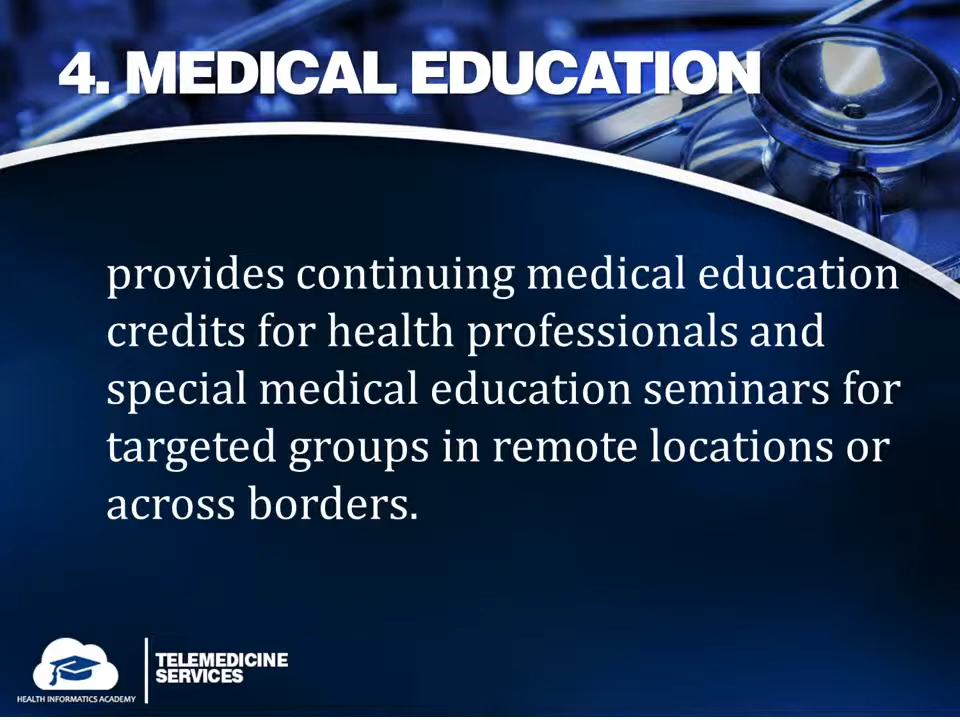 4. MEDICAL EDUCATION
provides continuing medical education
credits for health professionals and
special medical education seminars for
targeted groups in remote locations or
across borders.
HEALTH INFORMATICS ACADEMY
TELEMEDICINE
SERVICES